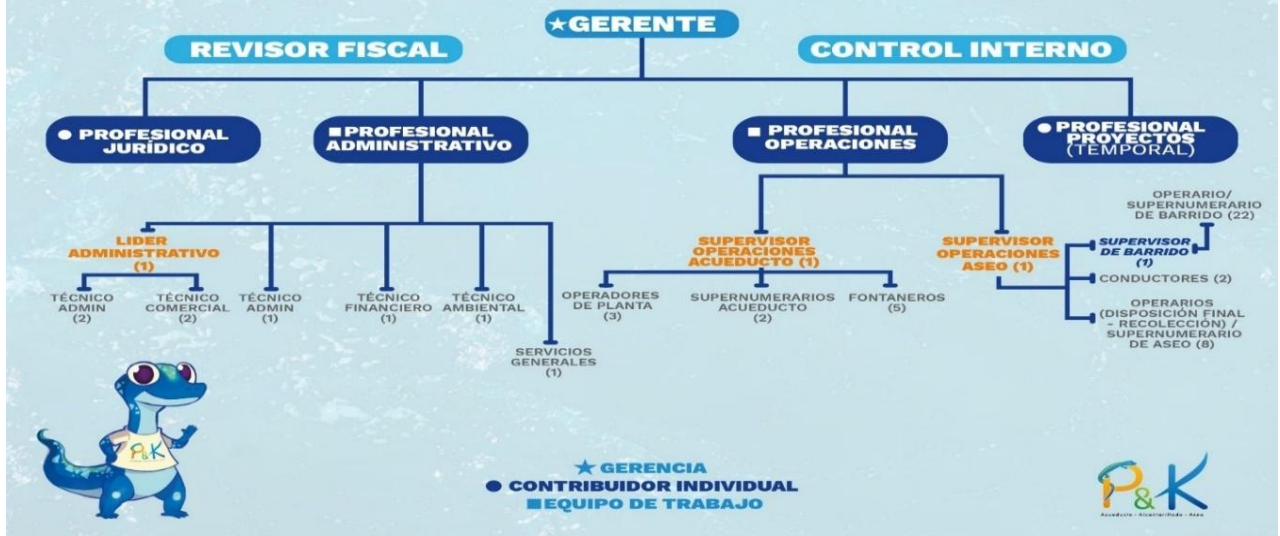 ★GERENTE
REVISOR FISCAL
CONTROL INTERNO
● PROFESIONAL
JURÍDICO
■PROFESIONAL
ADMINISTRATIVO
■ PROFESIONAL
OPERACIONES
● PROFESIONAL
PROYECTOS
(TEMPORAL)
LIDER
ADMINISTRATIVO
(1)
TÉCNICO
ADMIN
(2)
TÉCNICO
COMERCIAL
(2)
TÉCNICO
ADMIN
(1)
TÉCNICO
FINANCIERO
(1)
TÉCNICO
AMBIENTAL
(1)
SERVICIOS
GENERALES
(1)
SUPERVISOR
OPERACIONES
ACUEDUCTO (1)
OPERADORES
DE PLANTA
(3)
SUPERNUMERARIOS
ACUEDUCTO
(2)
FONTANEROS
(5)
SUPERVISOR
OPERACIONES
ASEO (1)
OPERARIO/
SUPERNUMERARIO
DE BARRIDO (22)
SUPERVISOR
DE BARRIDO
(1)
CONDUCTORES (2)
OPERARIOS
(DISPOSICIÓN FINAL
- RECOLECCIÓN) /
SUPERNUMERARIO
DE ASEO (8)
P&K
★ GERENCIA
● CONTRIBUIDOR INDIVIDUAL
■EQUIPO DE TRABAJO
P&K
Acueducto - Alcantarillado - Aseo